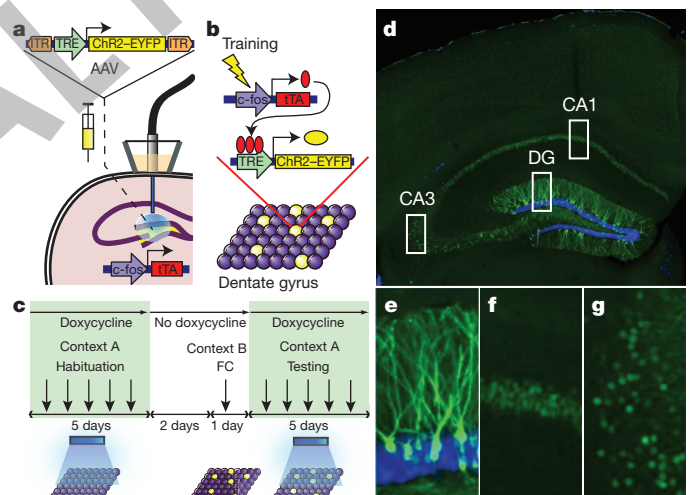 a
ITR TRE ChR2–EYFP ITR
AAV
c-fos tTA
b
Training
c-fos tTA
TRE ChR2–EYFP
Dentate gyrus
c
Doxycycline No doxycycline Doxycycline
Context A Context B Context A
Habituation FC Testing
5 days 2 days 1 day 5 days
d
CA1
DG
CA3
e
f
g